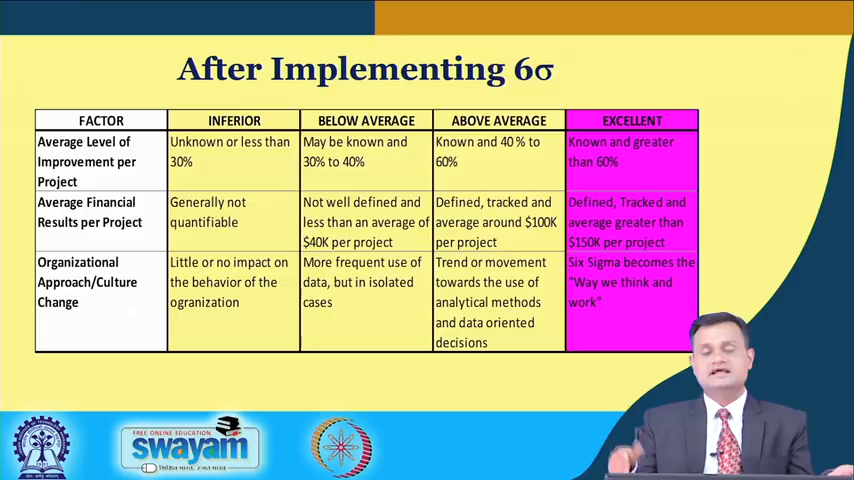 After Implementing 6σ
FACTOR
INFERIOR
BELOW AVERAGE
ABOVE AVERAGE
EXCELLENT
Average Level of
Improvement per
Project
Unknown or less than
30%
May be known and
30% to 40%
Known and 40 % to
60%
Known and greater
than 60%
Average Financial
Results per Project
Generally not
quantifiable
Not well defined and
less than an average of
$40K per project
Defined, tracked and
average around $100K
per project
Defined, Tracked and
average greater than
$150K per project
Organizational
Approach/Culture
Change
Little or no impact on
the behavior of the
ogranization
More frequent use of
data, but in isolated
cases
Trend or movement
towards the use of
analytical methods
and data oriented
decisions
Six Sigma becomes the
"Way we think and
work"
FREE ONLINE EDUCATION
swayam